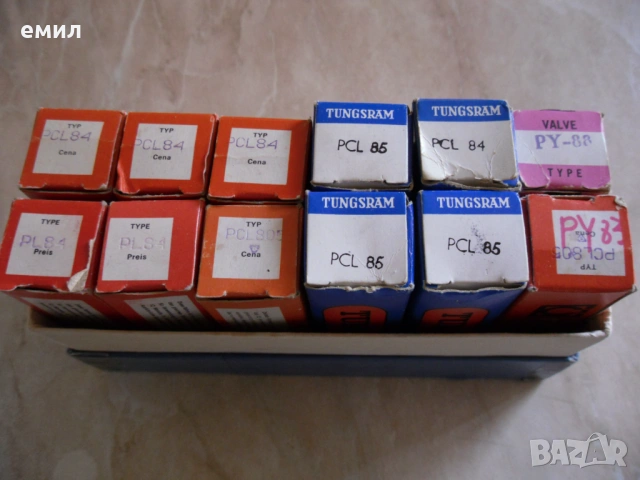 емил
TYP
PCL84
Cena
TYP
PCL84
Cena
TYP
PCL84
Cena
TUNGSRAM
PCL 85
TUNGSRAM
PCL 84
VALVE
PY-88
TYPE
TYPE
PL84
Preis
TYPE
PL84
Preis
TYP
PCL805
Cena
TUNGSRAM
PCL 85
TUNGSRAM
PCL 85
PY83
Cena
PCL805
TYP
BAZAR